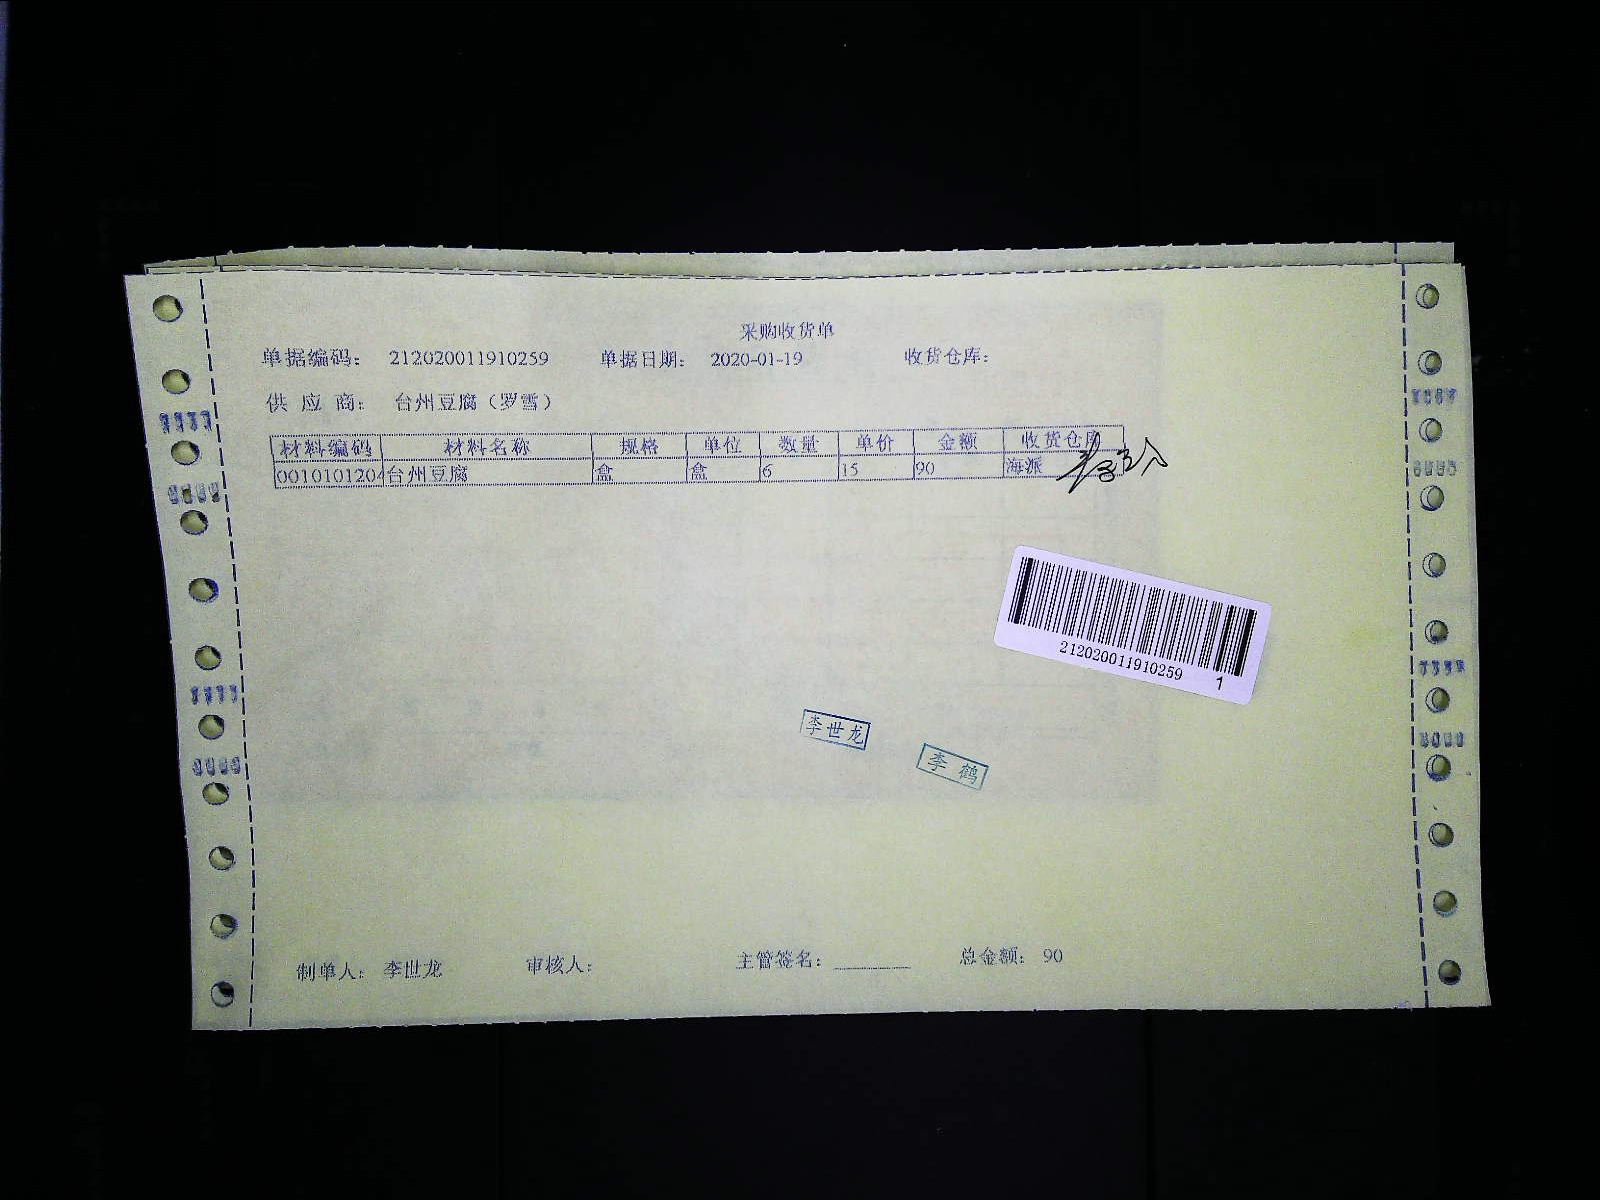 采购收货单
单据编码： 212020011910259 单据日期： 2020-01-19 收货仓库：
供 应 商： 台州豆腐（罗雪）
材料编码 材料名称 规格 单位 数量 单价 金额 收货仓库
0010101204 台州豆腐 盒 盒 6 15 90 海派
212020011910259 1
李世龙
李鹤
制单人： 李世龙 审核人： 主管签名： 总金额： 90